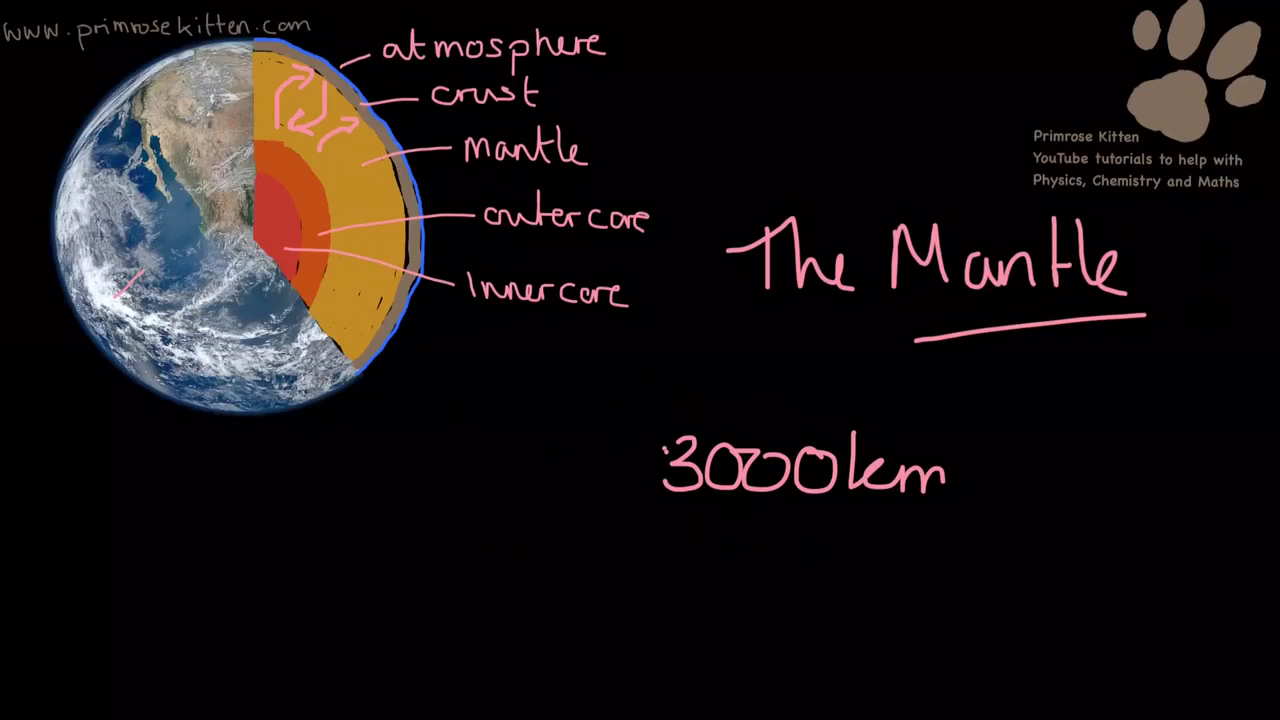 www.primrosekitten.com
atmosphere
crust
mantle
outer core
Inner core
Primrose Kitten
YouTube tutorials to help with
Physics, Chemistry and Maths
The Mantle
3000km